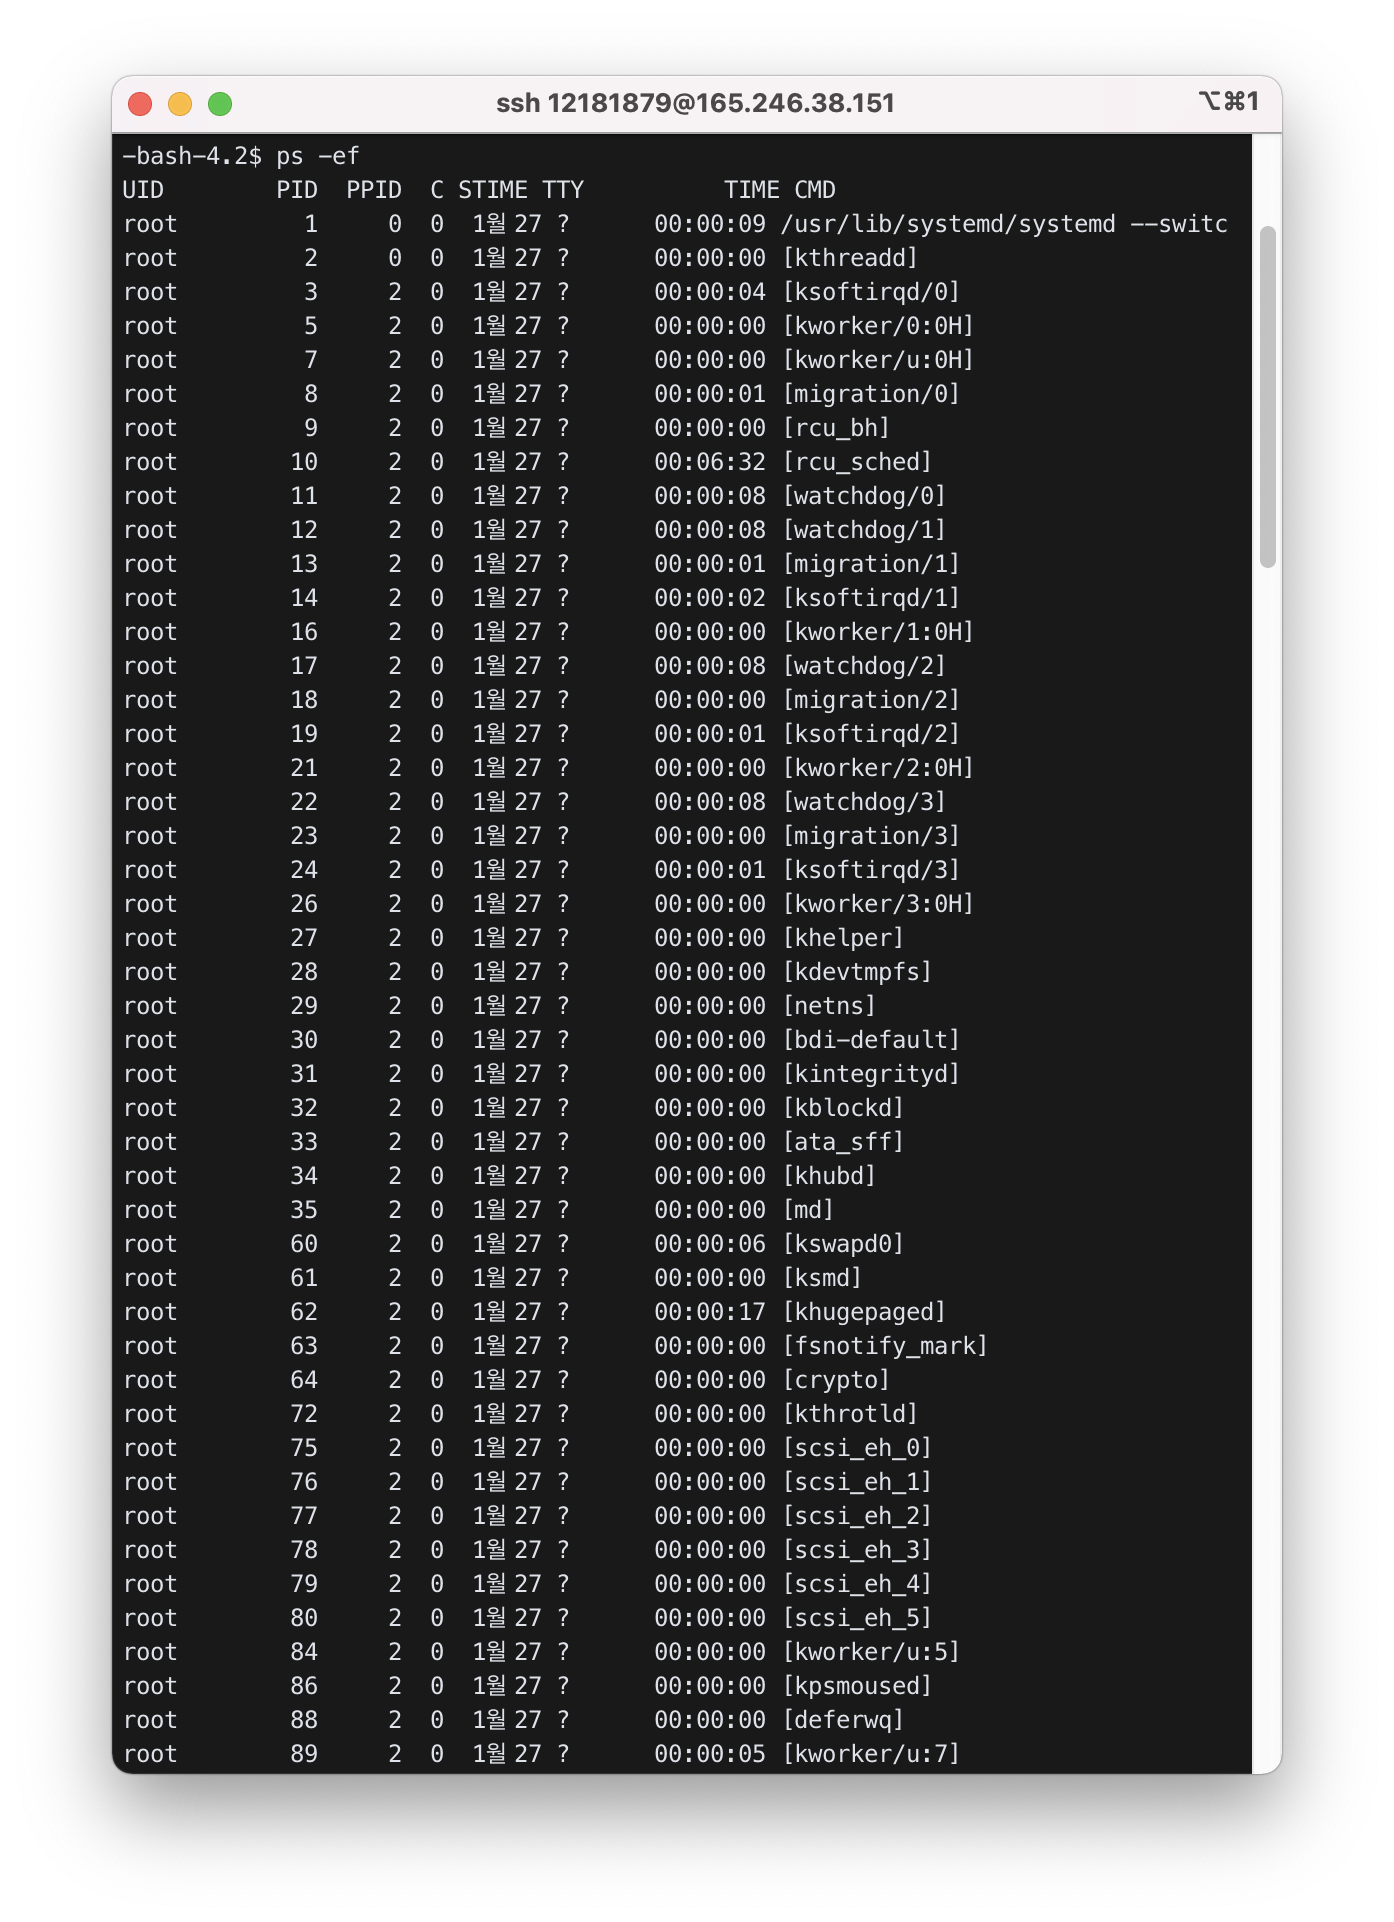 ssh 12181879@165.246.38.151
⌥⌘1
-bash-4.2$ ps -ef
UID        PID  PPID  C STIME TTY          TIME CMD
root         1     0  0  1월 27 ?      00:00:09 /usr/lib/systemd/systemd --switc
root         2     0  0  1월 27 ?      00:00:00 [kthreadd]
root         3     2  0  1월 27 ?      00:00:04 [ksoftirqd/0]
root         5     2  0  1월 27 ?      00:00:00 [kworker/0:0H]
root         7     2  0  1월 27 ?      00:00:00 [kworker/u:0H]
root         8     2  0  1월 27 ?      00:00:01 [migration/0]
root         9     2  0  1월 27 ?      00:00:00 [rcu_bh]
root        10     2  0  1월 27 ?      00:06:32 [rcu_sched]
root        11     2  0  1월 27 ?      00:00:08 [watchdog/0]
root        12     2  0  1월 27 ?      00:00:08 [watchdog/1]
root        13     2  0  1월 27 ?      00:00:01 [migration/1]
root        14     2  0  1월 27 ?      00:00:02 [ksoftirqd/1]
root        16     2  0  1월 27 ?      00:00:00 [kworker/1:0H]
root        17     2  0  1월 27 ?      00:00:08 [watchdog/2]
root        18     2  0  1월 27 ?      00:00:00 [migration/2]
root        19     2  0  1월 27 ?      00:00:01 [ksoftirqd/2]
root        21     2  0  1월 27 ?      00:00:00 [kworker/2:0H]
root        22     2  0  1월 27 ?      00:00:08 [watchdog/3]
root        23     2  0  1월 27 ?      00:00:00 [migration/3]
root        24     2  0  1월 27 ?      00:00:01 [ksoftirqd/3]
root        26     2  0  1월 27 ?      00:00:00 [kworker/3:0H]
root        27     2  0  1월 27 ?      00:00:00 [khelper]
root        28     2  0  1월 27 ?      00:00:00 [kdevtmpfs]
root        29     2  0  1월 27 ?      00:00:00 [netns]
root        30     2  0  1월 27 ?      00:00:00 [bdi-default]
root        31     2  0  1월 27 ?      00:00:00 [kintegrityd]
root        32     2  0  1월 27 ?      00:00:00 [kblockd]
root        33     2  0  1월 27 ?      00:00:00 [ata_sff]
root        34     2  0  1월 27 ?      00:00:00 [khubd]
root        35     2  0  1월 27 ?      00:00:00 [md]
root        60     2  0  1월 27 ?      00:00:06 [kswapd0]
root        61     2  0  1월 27 ?      00:00:00 [ksmd]
root        62     2  0  1월 27 ?      00:00:17 [khugepaged]
root        63     2  0  1월 27 ?      00:00:00 [fsnotify_mark]
root        64     2  0  1월 27 ?      00:00:00 [crypto]
root        72     2  0  1월 27 ?      00:00:00 [kthrotld]
root        75     2  0  1월 27 ?      00:00:00 [scsi_eh_0]
root        76     2  0  1월 27 ?      00:00:00 [scsi_eh_1]
root        77     2  0  1월 27 ?      00:00:00 [scsi_eh_2]
root        78     2  0  1월 27 ?      00:00:00 [scsi_eh_3]
root        79     2  0  1월 27 ?      00:00:00 [scsi_eh_4]
root        80     2  0  1월 27 ?      00:00:00 [scsi_eh_5]
root        84     2  0  1월 27 ?      00:00:00 [kworker/u:5]
root        86     2  0  1월 27 ?      00:00:00 [kpsmoused]
root        88     2  0  1월 27 ?      00:00:00 [deferwq]
root        89     2  0  1월 27 ?      00:00:05 [kworker/u:7]